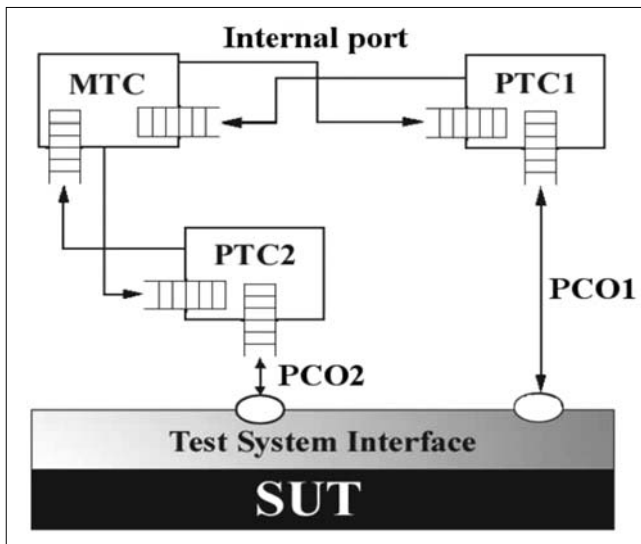 Internal port
MTC
PTC1
PTC2
PCO1
PCO2
Test System Interface
SUT